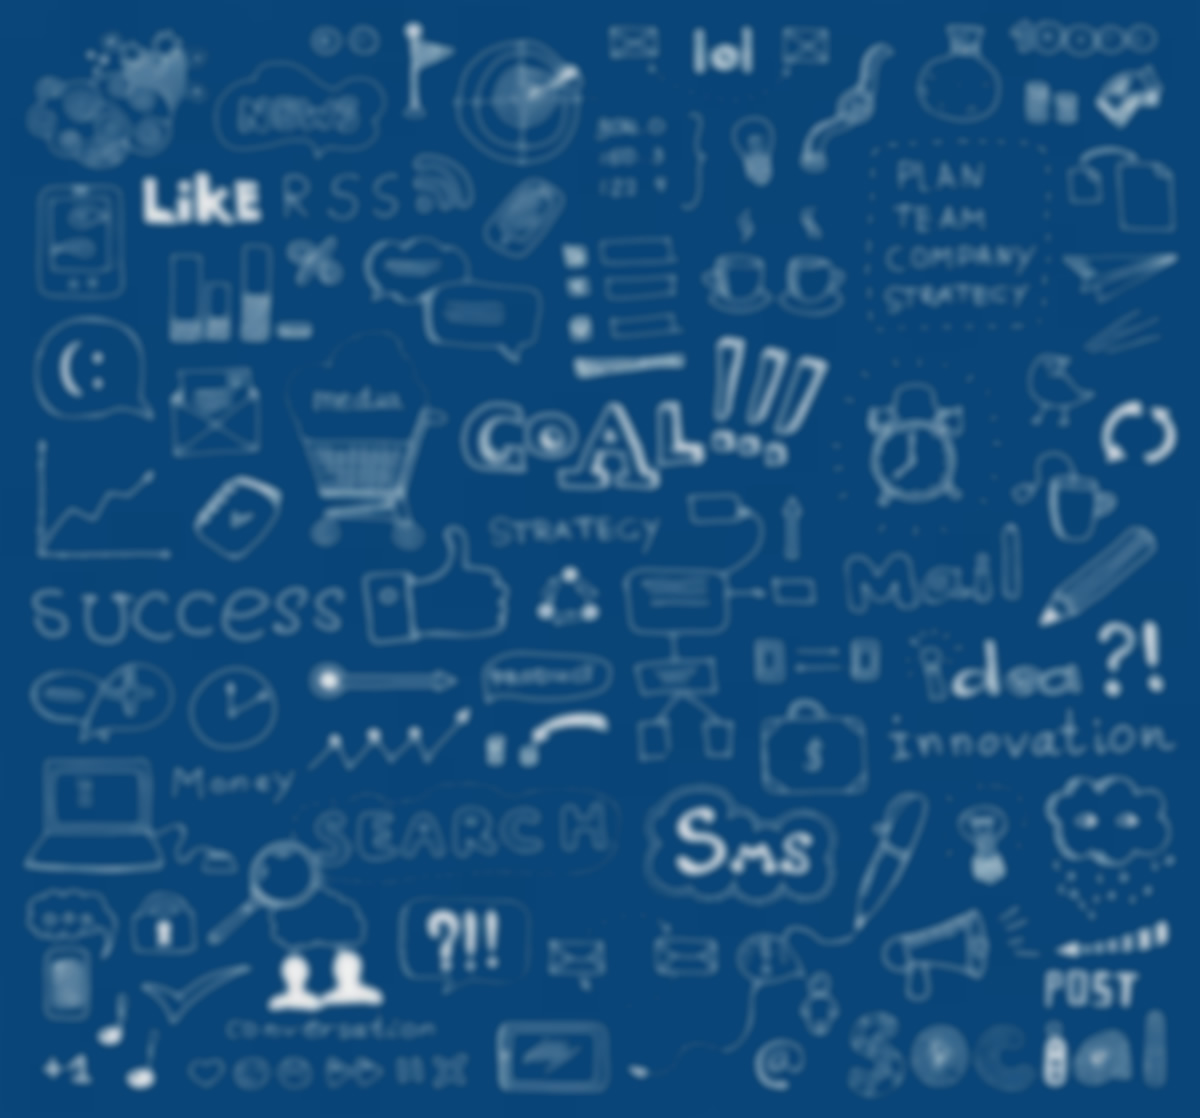 lol
NEWS
LiKE
RSS
%
PLAN
TEAM
COMPANY
STRATEGY
(:
media
GOAL!!!
STRATEGY
Mail
SUCCESS
PRODUCT
idea ?!
Innovation
$
Money
SEARCH
Sms
?!!
POST
conversation
+1
@
Social